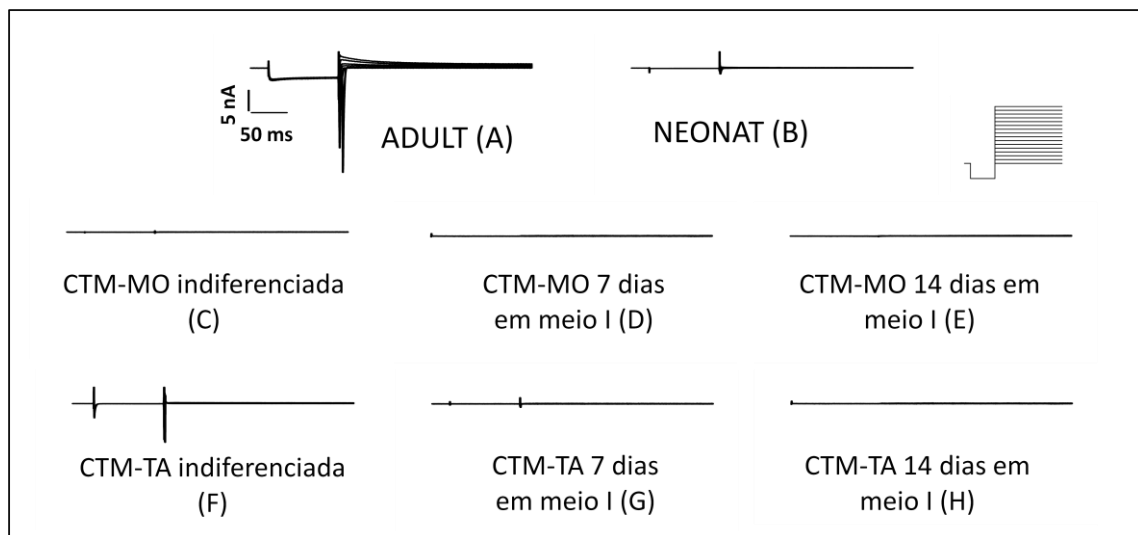 5 nA
50 ms
ADULT (A)
NEONAT (B)
CTM-MO indiferenciada
(C)
CTM-MO 7 dias
em meio I (D)
CTM-MO 14 dias em
meio I (E)
CTM-TA indiferenciada
(F)
CTM-TA 7 dias
em meio I (G)
CTM-TA 14 dias em
meio I (H)